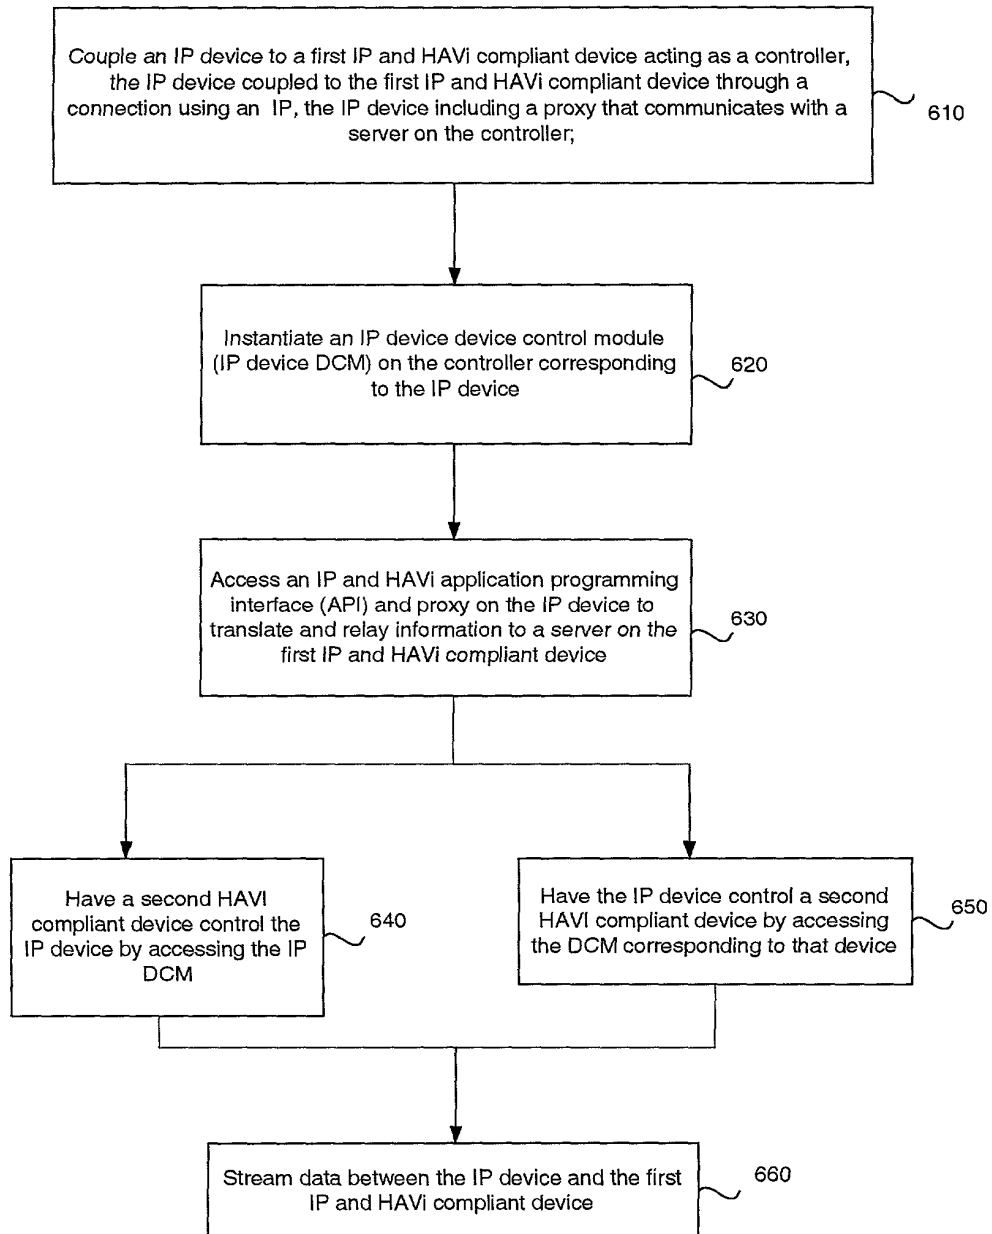 Couple an IP device to a first IP and HAVi compliant device acting as a controller,
the IP device coupled to the first IP and HAVi compliant device through a
connection using an IP, the IP device including a proxy that communicates with a
server on the controller;
610
Instantiate an IP device device control module
(IP device DCM) on the controller corresponding
to the IP device
620
Access an IP and HAVi application programming
interface (API) and proxy on the IP device to
translate and relay information to a server on the
first IP and HAVi compliant device
630
Have a second HAVI
compliant device control the
IP device by accessing the IP
DCM
640
Have the IP device control a second
HAVI compliant device by accessing
the DCM corresponding to that device
650
Stream data between the IP device and the first
IP and HAVi compliant device
660